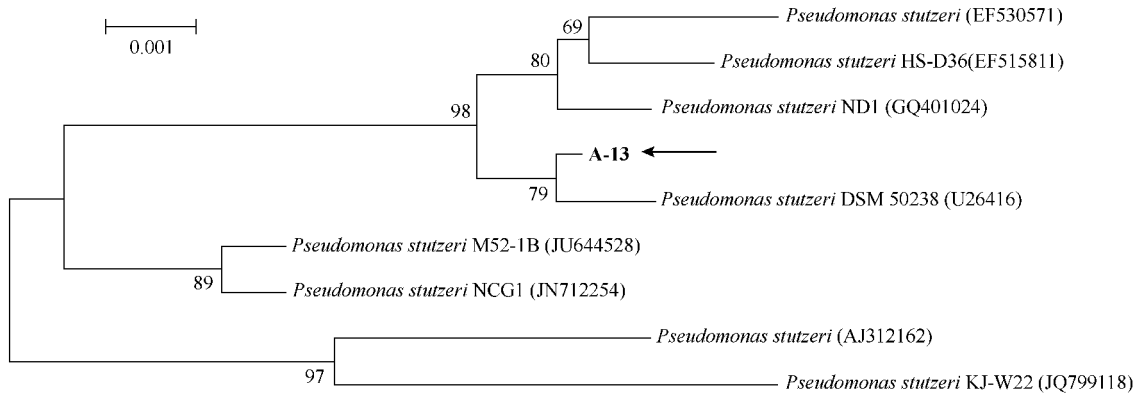 Pseudomonas stutzeri (EF530571)
0.001
69
80
Pseudomonas stutzeri HS-D36(EF515811)
Pseudomonas stutzeri ND1 (GQ401024)
98
A-13
79
Pseudomonas stutzeri DSM 50238 (U26416)
Pseudomonas stutzeri M52-1B (JU644528)
89
Pseudomonas stutzeri NCG1 (JN712254)
Pseudomonas stutzeri (AJ312162)
97
Pseudomonas stutzeri KJ-W22 (JQ799118)